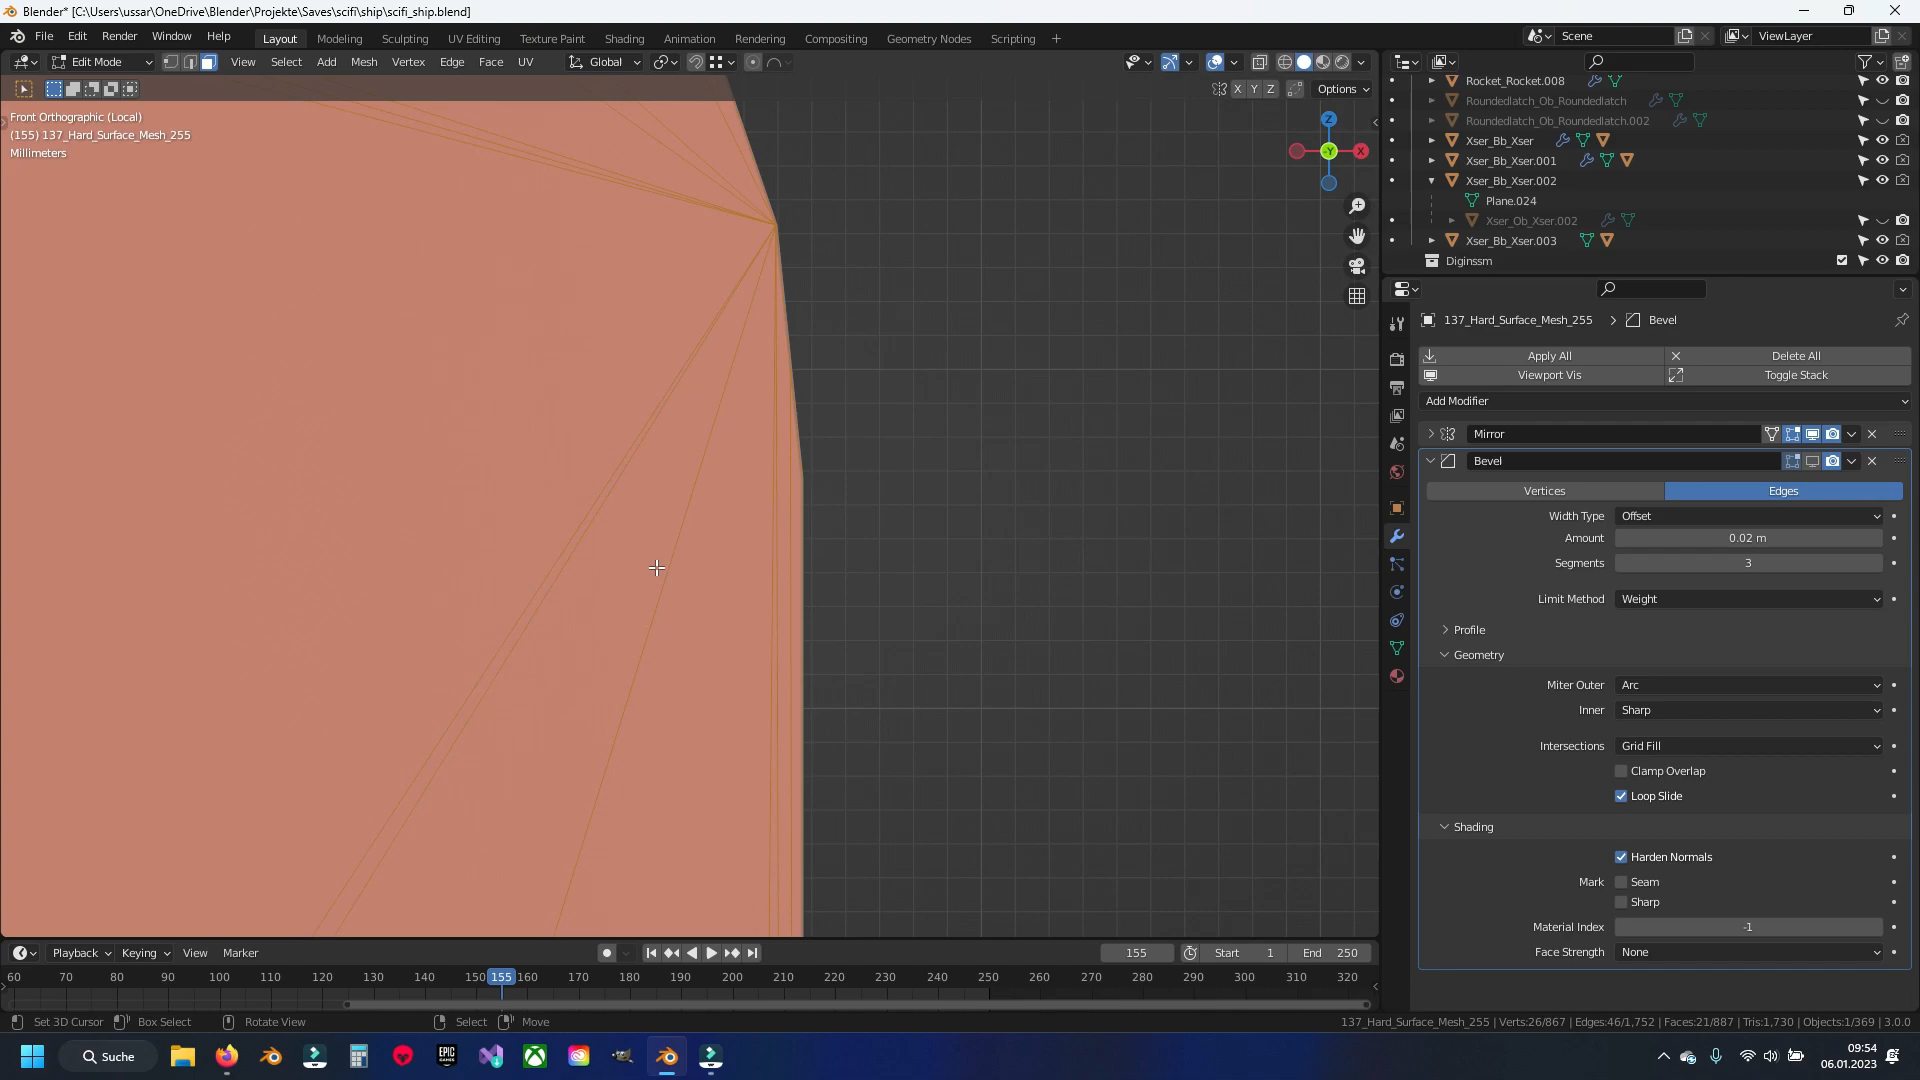 Blender* [C:\Users\ussar\OneDrive\Blender\Projekte\Saves\scifi\ship\scifi_ship.blend]
File Edit Render Window Help Layout Modeling Sculpting UV Editing Texture Paint Shading Animation Rendering Compositing Geometry Nodes Scripting + Scene ViewLayer
Edit Mode View Select Add Mesh Vertex Edge Face UV Global
X Y Z Options
Front Orthographic (Local)
(155) 137_Hard_Surface_Mesh_255
Millimeters
Z
-Y X
Rocket_Rocket.008
Roundedlatch_Ob_Roundedlatch
Roundedlatch_Ob_Roundedlatch.002
Xser_Bb_Xser
Xser_Bb_Xser.001
Xser_Bb_Xser.002
Plane.024
Xser_Ob_Xser.002
Xser_Bb_Xser.003
Diginssm
137_Hard_Surface_Mesh_255 Bevel
Apply All Delete All
Viewport Vis Toggle Stack
Add Modifier
Mirror
Bevel
Vertices Edges
Width Type Offset
Amount 0.02 m
Segments 3
Limit Method Weight
Profile
Geometry
Miter Outer Arc
Inner Sharp
Intersections Grid Fill
Clamp Overlap
Loop Slide
Shading
Harden Normals
Mark Seam
Sharp
Material Index -1
Face Strength None
Playback Keying View Marker 155 Start 1 End 250
60 70 80 90 100 110 120 130 140 150 155 160 170 180 190 200 210 220 230 240 250 260 270 280 290 300 310 320
Set 3D Cursor Box Select Rotate View Select Move 137_Hard_Surface_Mesh_255 | Verts:26/867 | Edges:46/1,752 | Faces:21/887 | Tris:1,730 | Objects:1/369 | 3.0.0
Suche
EPIC GAMES
09:54
06.01.2023